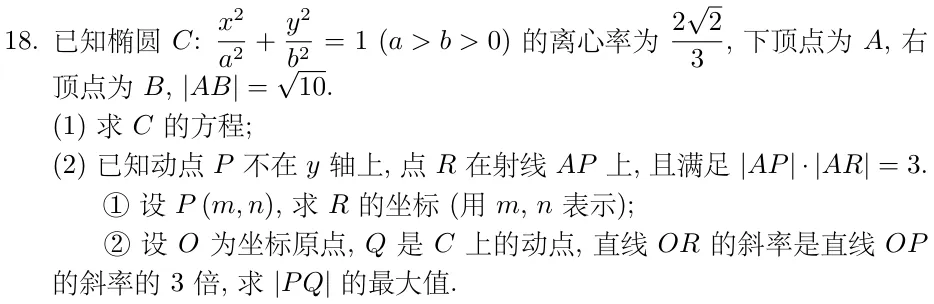 18. 已知椭圆 C: x²/a² + y²/b² = 1 (a > b > 0) 的离心率为 2√2/3, 下顶点为 A, 右
顶点为 B, |AB| = √10.
(1) 求 C 的方程;
(2) 已知动点 P 不在 y 轴上, 点 R 在射线 AP 上, 且满足 |AP|·|AR| = 3.
① 设 P (m, n), 求 R 的坐标 (用 m, n 表示);
② 设 O 为坐标原点, Q 是 C 上的动点, 直线 OR 的斜率是直线 OP
的斜率的 3 倍, 求 |PQ| 的最大值.